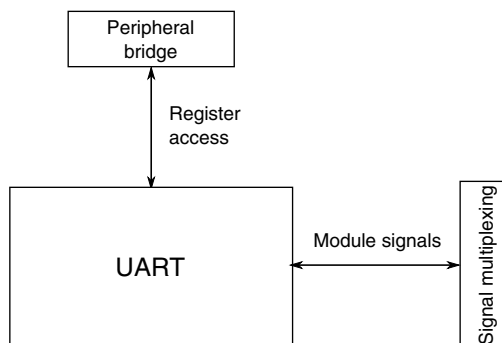 Peripheral
bridge
Register
access
UART
Module signals
Signal multiplexing